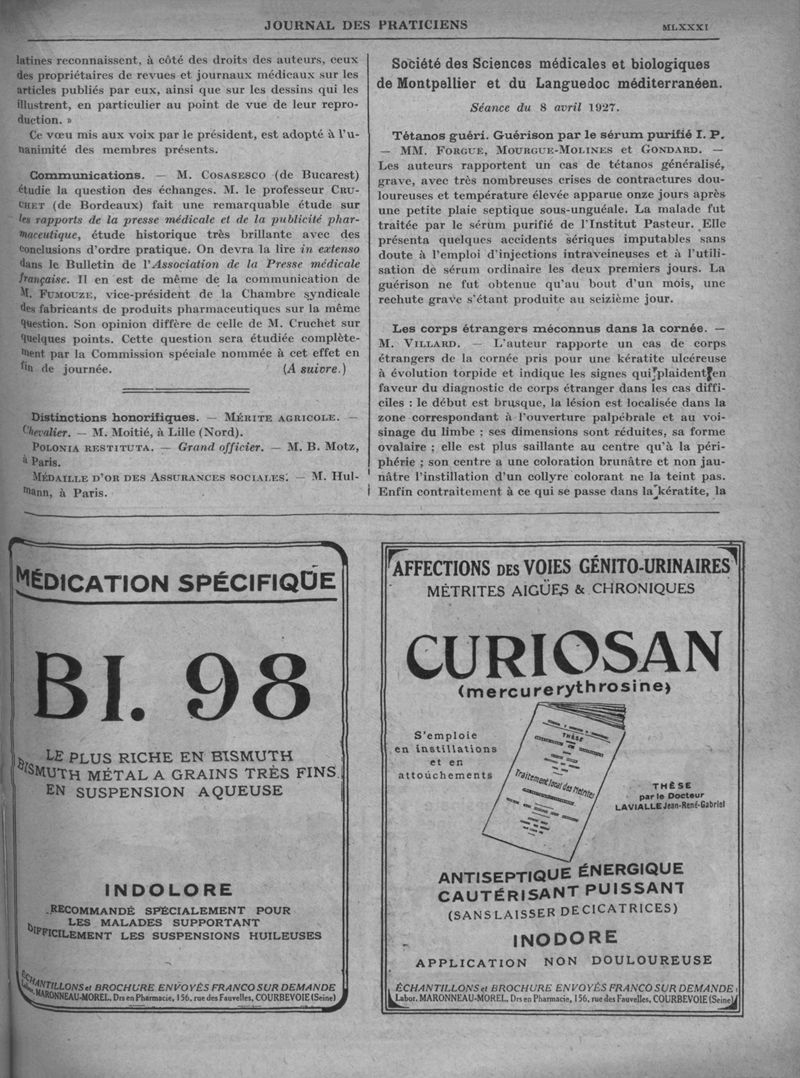 JOURNAL DES PRATICIENS
MLXXXI
latines reconnaissent, à côté des droits des auteurs, ceux
des propriétaires de revues et journaux médicaux sur les
articles publiés par eux, ainsi que sur les dessins qui les
illustrent, en particulier au point de vue de leur repro-
duction. »
Ce vœu mis aux voix par le président, est adopté à l'u-
nanimité des membres présents.
Communications. — M. COSASESCO (de Bucarest)
étudie la question des échanges. M. le professeur CRU-
CHET (de Bordeaux) fait une remarquable étude sur
les rapports de la presse médicale et de la publicité phar-
maceutique, étude historique très brillante avec des
conclusions d'ordre pratique. On devra la lire in extenso
dans le Bulletin de l'Association de la Presse médicale
française. Il en est de même de la communication de
M. FUMOUZE, vice-président de la Chambre syndicale
des fabricants de produits pharmaceutiques sur la même
question. Son opinion diffère de celle de M. Cruchet sur
quelques points. Cette question sera étudiée complète-
ment par la Commission spéciale nommée à cet effet en
fin de journée. (A suivre.)
Distinctions honorifiques. — MÉRITE AGRICOLE. —
Chevalier. — M. Moitié, à Lille (Nord).
POLONIA RESTITUTA. — Grand officier. — M. B. Motz,
à Paris.
MÉDAILLE D'OR DES ASSURANCES SOCIALES. — M. Hul-
mann, à Paris.
Société des Sciences médicales et biologiques
de Montpellier et du Languedoc méditerranéen.
Séance du 8 avril 1927.
Tétanos guéri. Guérison par le sérum purifié I. P.
— MM. FORGUE, MOURGUE-MOLINES et GONDARD. —
Les auteurs rapportent un cas de tétanos généralisé,
grave, avec très nombreuses crises de contractures dou-
loureuses et température élevée apparue onze jours après
une petite plaie septique sous-unguéale. La malade fut
traitée par le sérum purifié de l'Institut Pasteur. Elle
présenta quelques accidents sériques imputables sans
doute à l'emploi d'injections intraveineuses et à l'utili-
sation de sérum ordinaire les deux premiers jours. La
guérison ne fut obtenue qu'au bout d'un mois, une
rechute grave s'étant produite au seizième jour.
Les corps étrangers méconnus dans la cornée. —
M. VILLARD. — L'auteur rapporte un cas de corps
étrangers de la cornée pris pour une kératite ulcéreuse
à évolution torpide et indique les signes qui plaident en
faveur du diagnostic de corps étranger dans les cas diffi-
ciles : le début est brusque, la lésion est localisée dans la
zone correspondant à l'ouverture palpébrale et au voi-
sinage du limbe ; ses dimensions sont réduites, sa forme
ovalaire ; elle est plus saillante au centre qu'à la péri-
phérie ; son centre a une coloration brunâtre et non jau-
nâtre l'instillation d'un collyre colorant ne la teint pas.
Enfin contraitement à ce qui se passe dans la kératite, la
MÉDICATION SPÉCIFIQUE
BI. 98
LE PLUS RICHE EN BISMUTH
BISMUTH MÉTAL A GRAINS TRÈS FINS
EN SUSPENSION AQUEUSE
INDOLORE
RECOMMANDÉ SPÉCIALEMENT POUR
LES MALADES SUPPORTANT
DIFFICILEMENT LES SUSPENSIONS HUILEUSES
ÉCHANTILLONS et BROCHURE ENVOYÉS FRANCO SUR DEMANDE
Labor. MARONNEAU-MOREL, Drs en Pharmacie, 156, rue des Fauvelles, COURBEVOIE (Seine)
AFFECTIONS DES VOIES GÉNITO-URINAIRES
MÉTRITES AIGÜES & CHRONIQUES
CURIOSAN
(mercurerythrosine)
S'emploie
en instillations
et en
attouchements
THÈSE
Traitement local des Métrites
THÈSE
par le Docteur
LAVIALLE Jean-René-Gabriel
ANTISEPTIQUE ÉNERGIQUE
CAUTÉRISANT PUISSANT
(SANS LAISSER DE CICATRICES)
INODORE
APPLICATION NON DOULOUREUSE
ÉCHANTILLONS et BROCHURE ENVOYÉS FRANCO SUR DEMANDE
Labor. MARONNEAU-MOREL, Drs en Pharmacie, 156, rue des Fauvelles, COURBEVOIE (Seine)